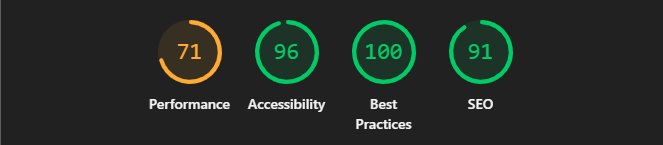 71 96 100 91
Performance Accessibility Best SEO
Practices